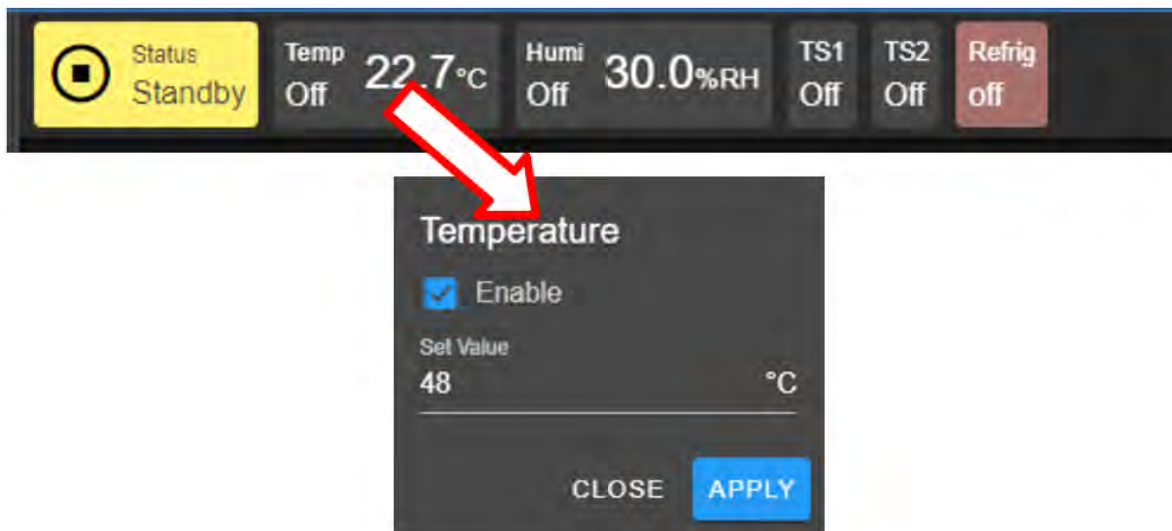 Status
Standby
Temp
Off
22.7°C
Humi
Off
30.0%RH
TS1
Off
TS2
Off
Refrig
off
Temperature
Enable
Set Value
48 °C
CLOSE APPLY